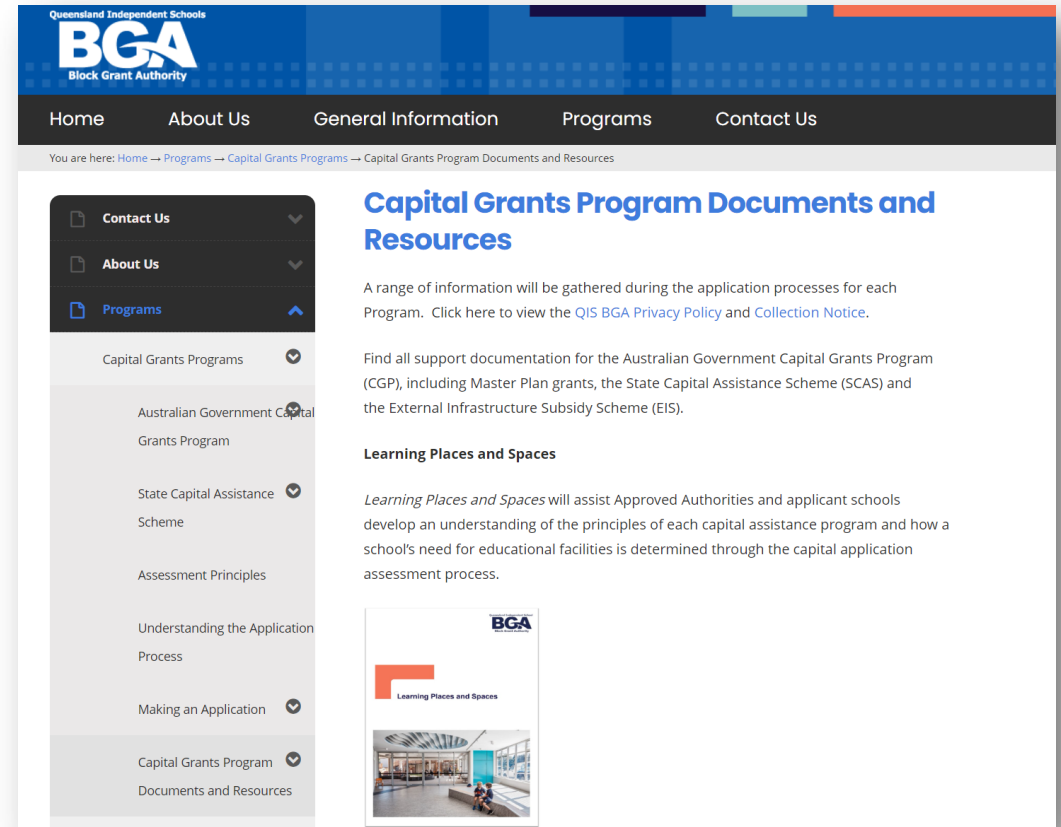 Queensland Independent Schools
BGA
Block Grant Authority
Home About Us General Information Programs Contact Us
You are here: Home → Programs → Capital Grants Programs → Capital Grants Program Documents and Resources
Contact Us
About Us
Programs
Capital Grants Programs
Australian Government Capital
Grants Program
State Capital Assistance
Scheme
Assessment Principles
Understanding the Application
Process
Making an Application
Capital Grants Program
Documents and Resources
Capital Grants Program Documents and
Resources
A range of information will be gathered during the application processes for each
Program. Click here to view the QIS BGA Privacy Policy and Collection Notice.
Find all support documentation for the Australian Government Capital Grants Program
(CGP), including Master Plan grants, the State Capital Assistance Scheme (SCAS) and
the External Infrastructure Subsidy Scheme (EIS).
Learning Places and Spaces
Learning Places and Spaces will assist Approved Authorities and applicant schools
develop an understanding of the principles of each capital assistance program and how a
school's need for educational facilities is determined through the capital application
assessment process.
BGA
Block Grant Authority
Learning Places and Spaces